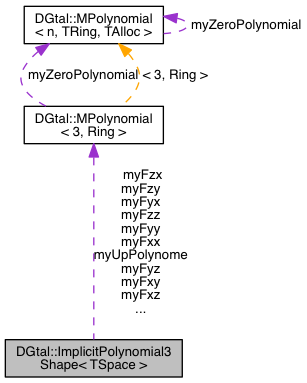 DGtal::MPolynomial
< n, TRing, TAlloc >
myZeroPolynomial
myZeroPolynomial
< 3, Ring >
DGtal::MPolynomial
< 3, Ring >
myFzx
myFzy
myFyx
myFzz
myFyy
myFxx
myUpPolynome
myFyz
myFxy
myFxz
...
DGtal::ImplicitPolynomial3
Shape< TSpace >